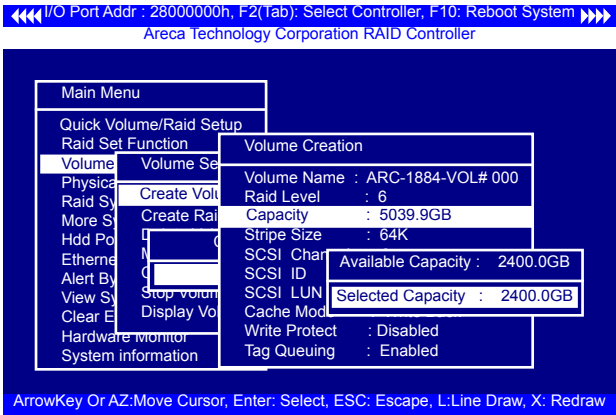 I/O Port Addr : 28000000h, F2(Tab): Select Controller, F10: Reboot System
Areca Technology Corporation RAID Controller
Main Menu
Quick Volume/Raid Setup
Raid Set Function
Volume
Physica
Raid Sy
More S
Hdd Po
Etherne
Alert By
View Sy
Clear E
Hardware Monitor
System information
Volume Se
Create Volu
Create Rai
Stop Volum
Display Vo
Volume Creation
Volume Name : ARC-1884-VOL# 000
Raid Level : 6
Capacity : 5039.9GB
Stripe Size : 64K
SCSI Chan
SCSI ID
SCSI LUN
Cache Mode
Write Protect : Disabled
Tag Queuing : Enabled
Available Capacity : 2400.0GB
Selected Capacity : 2400.0GB
ArrowKey Or AZ:Move Cursor, Enter: Select, ESC: Escape, L:Line Draw, X: Redraw